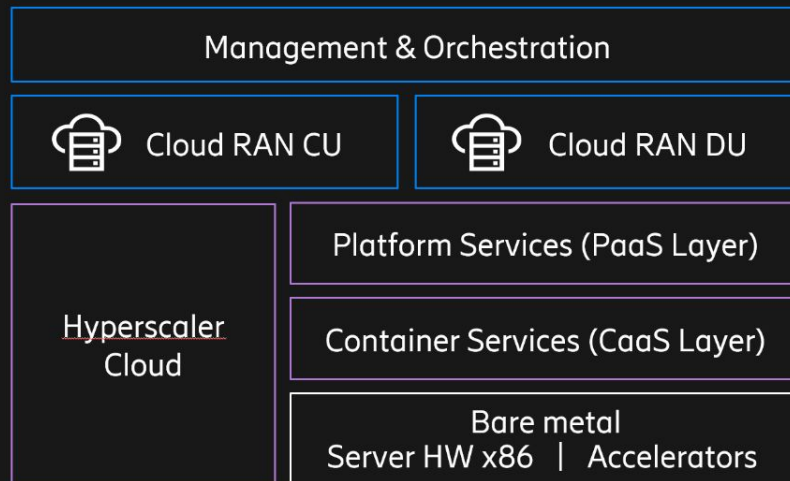 Management & Orchestration
Cloud RAN CU
Cloud RAN DU
Hyperscaler
Cloud
Platform Services (PaaS Layer)
Container Services (CaaS Layer)
Bare metal
Server HW x86 | Accelerators